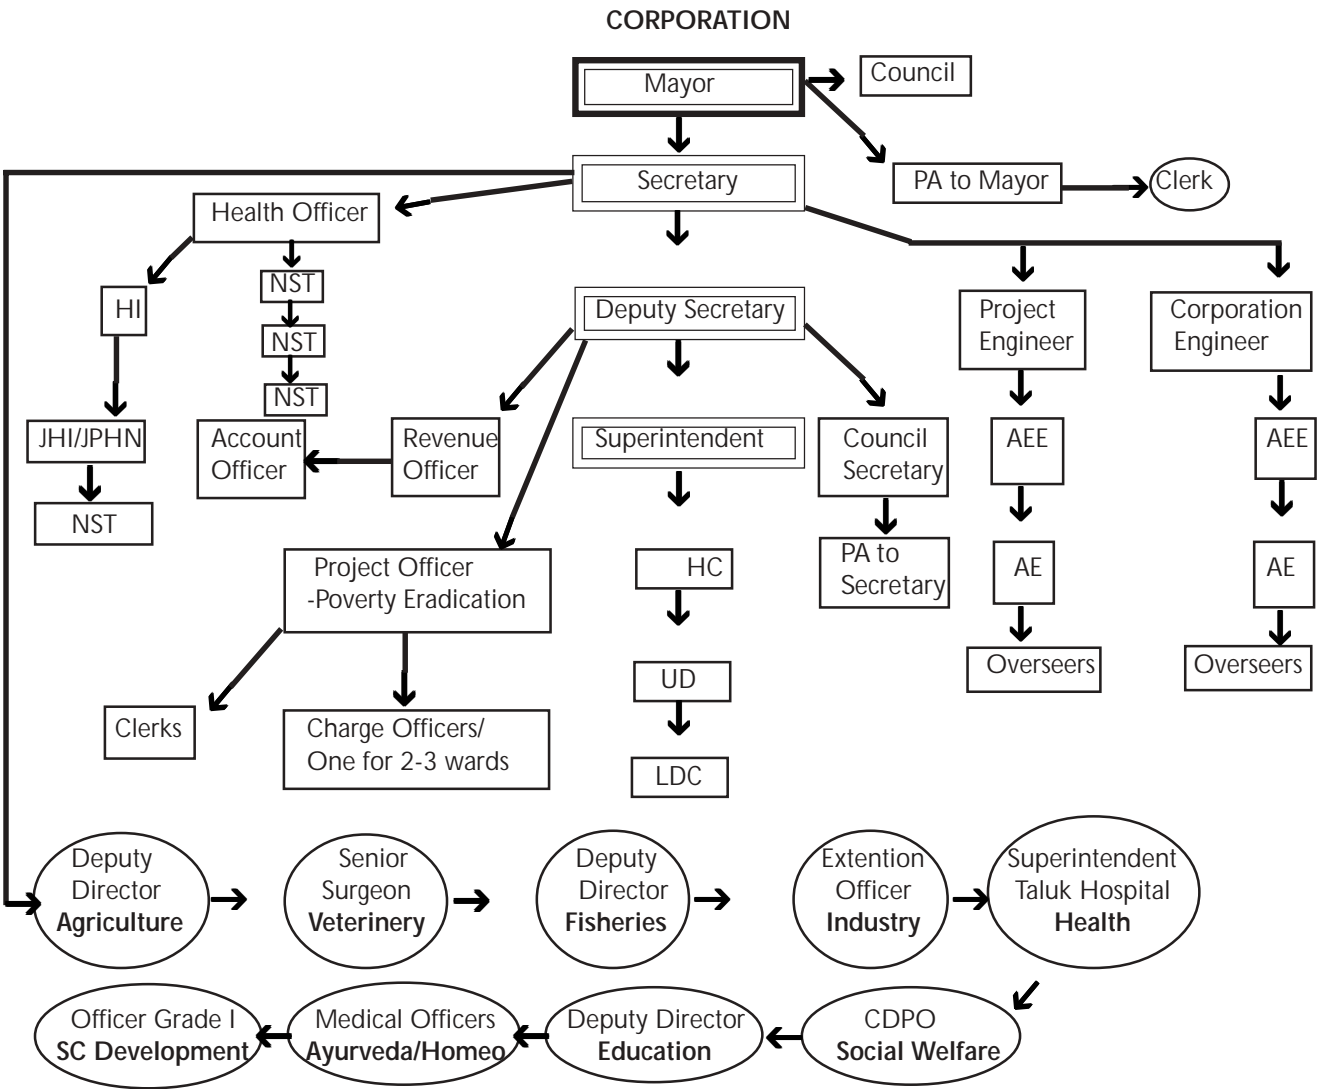 CORPORATION
Mayor
Council
Secretary
PA to Mayor
Clerk
Health Officer
NST
HI
Deputy Secretary
Project
Engineer
Corporation
Engineer
NST
NST
JHI/JPHN
Account
Officer
Revenue
Officer
Superintendent
Council
Secretary
AEE
AEE
NST
Project Officer
-Poverty Eradication
HC
PA to
Secretary
AE
AE
UD
Overseers
Overseers
Clerks
Charge Officers/
One for 2-3 wards
LDC
Deputy
Director
Agriculture
Senior
Surgeon
Veterinery
Deputy
Director
Fisheries
Extention
Officer
Industry
Superintendent
Taluk Hospital
Health
Officer Grade I
SC Development
Medical Officers
Ayurveda/Homeo
Deputy Director
Education
CDPO
Social Welfare